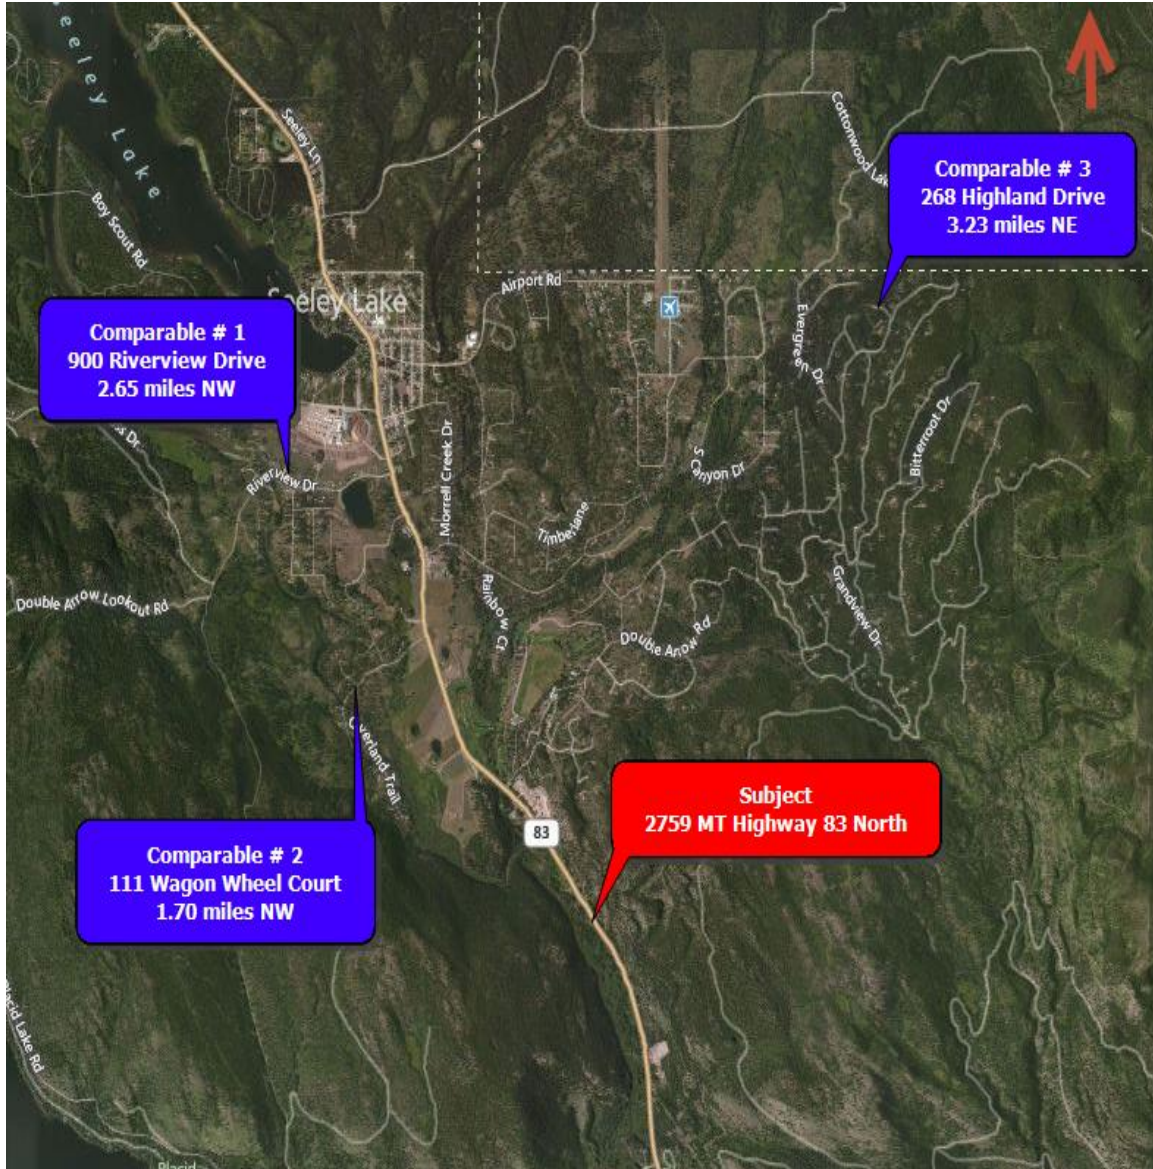 Seeley Lake
Seeley Ln
Cottonwood Lak
Boy Scout Rd
Comparable # 3
268 Highland Drive
3.23 miles NE
Airport Rd
Seeley Lake
Comparable # 1
900 Riverview Drive
2.65 miles NW
Evergreen Dr
Dr
Riverview Dr
Morrell Creek Dr
S Canyon Dr
Bitterroot Dr
Timberlane
Double Arrow Lookout Rd
Rainbow Ct
Double Arrow Rd
Grandview Dr
Overland Trail
Subject
2759 MT Highway 83 North
83
Comparable # 2
111 Wagon Wheel Court
1.70 miles NW
Placid Lake Rd
Placid